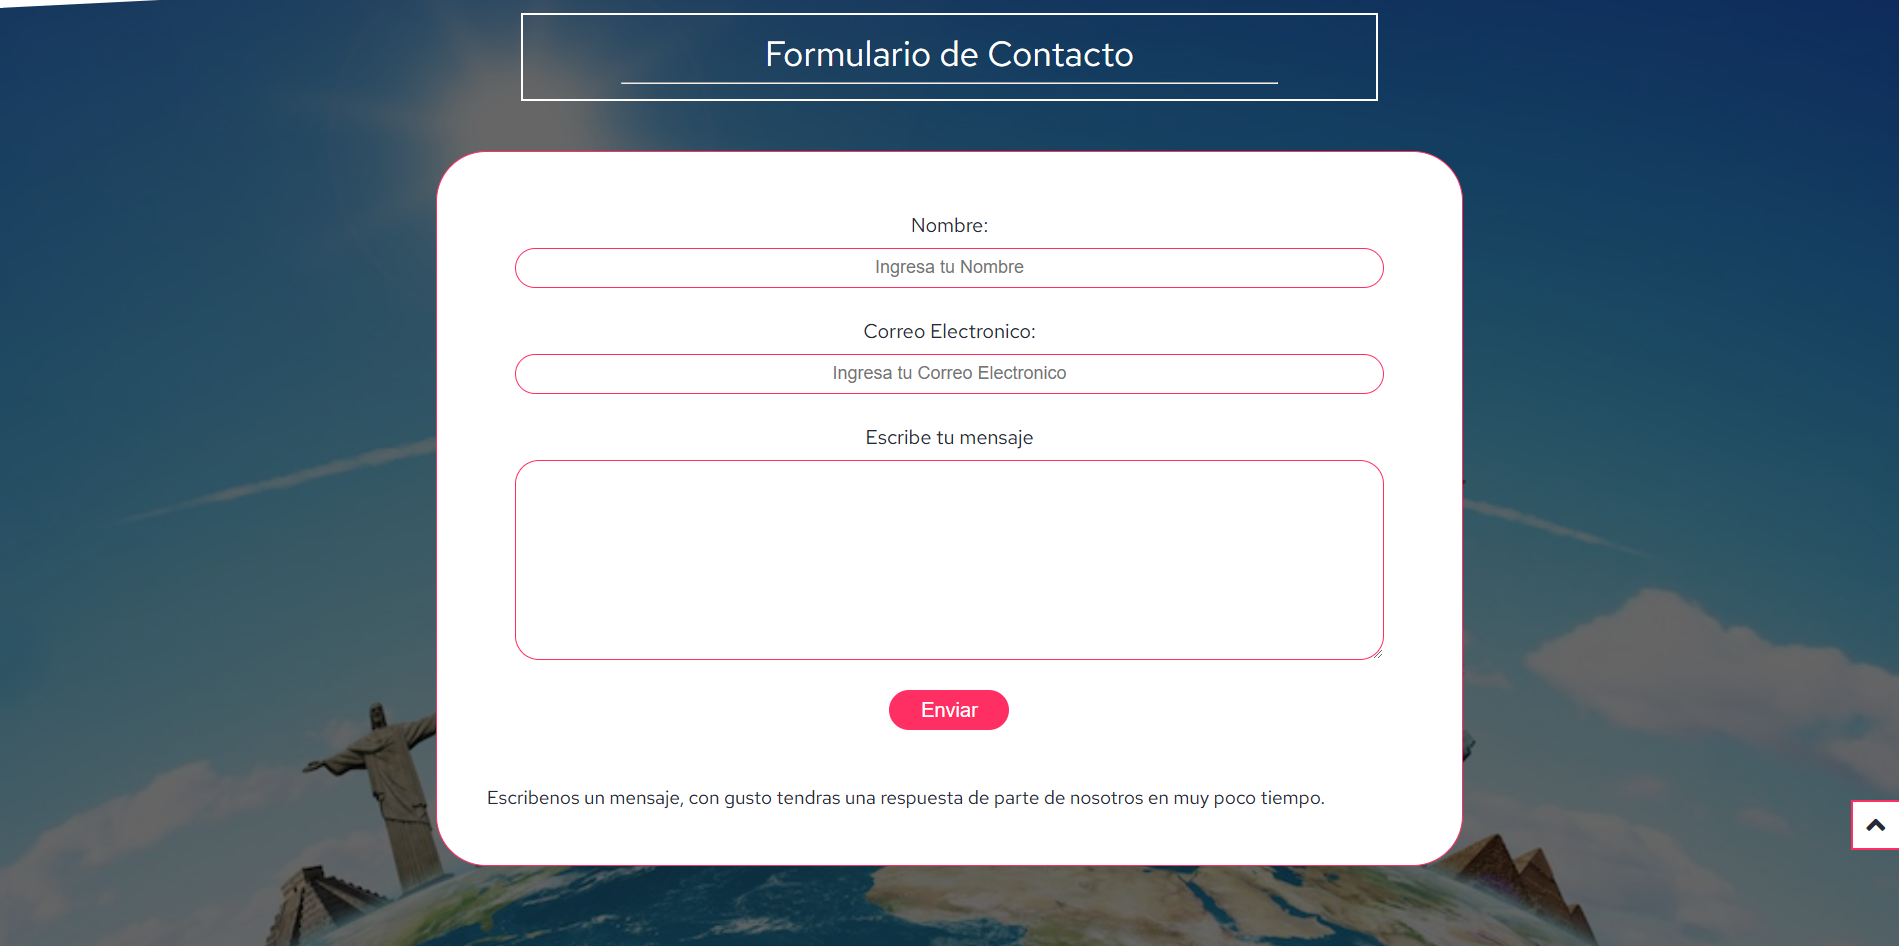 Formulario de Contacto
Nombre:
Ingresa tu Nombre
Correo Electronico:
Ingresa tu Correo Electronico
Escribe tu mensaje
Enviar
Escribenos un mensaje, con gusto tendras una respuesta de parte de nosotros en muy poco tiempo.